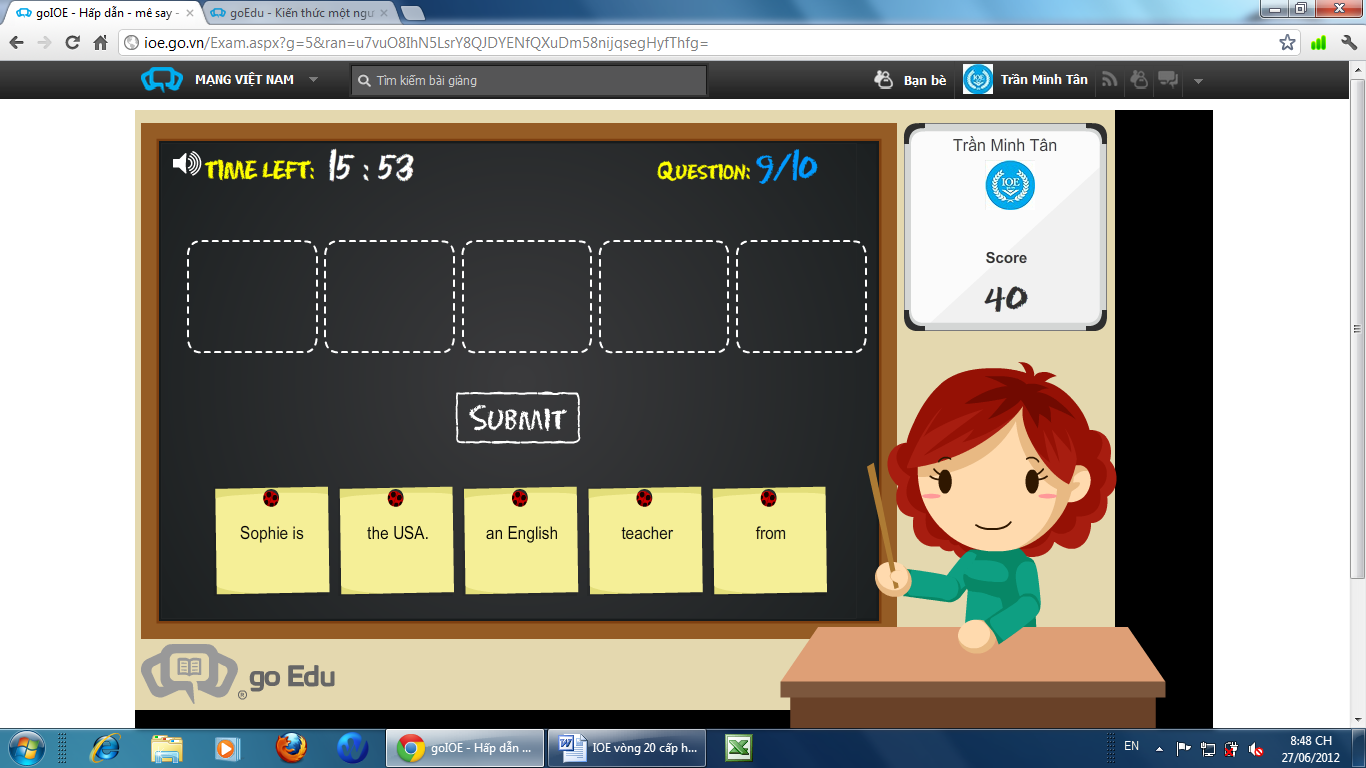 goIOE - Hấp dẫn - mê say -
goEdu - Kiến thức một ngư
ioe.go.vn/Exam.aspx?g=5&ran=u7vuO8IhN5LsrY8QJDYENfQXuDm58nijqsegHyfThfg=
MẠNG VIỆT NAM
Tìm kiếm bài giảng
Bạn bè
IOE
Trần Minh Tân
TIME LEFT: 15 : 53
QUESTION: 9/10
Trần Minh Tân
IOE
Score
40
SUBMIT
Sophie is
the USA.
an English
teacher
from
go Edu
®
goIOE - Hấp dẫn ...
IOE vòng 20 cấp h...
EN
8:48 CH
27/06/2012